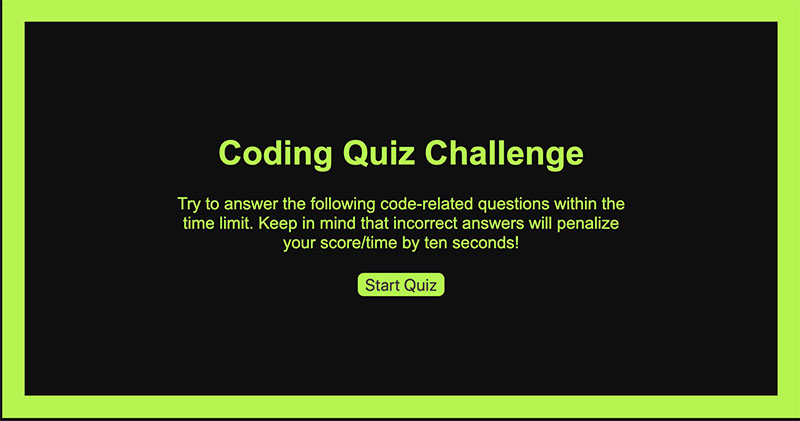 Coding Quiz Challenge
Try to answer the following code-related questions within the
time limit. Keep in mind that incorrect answers will penalize
your score/time by ten seconds!
Start Quiz